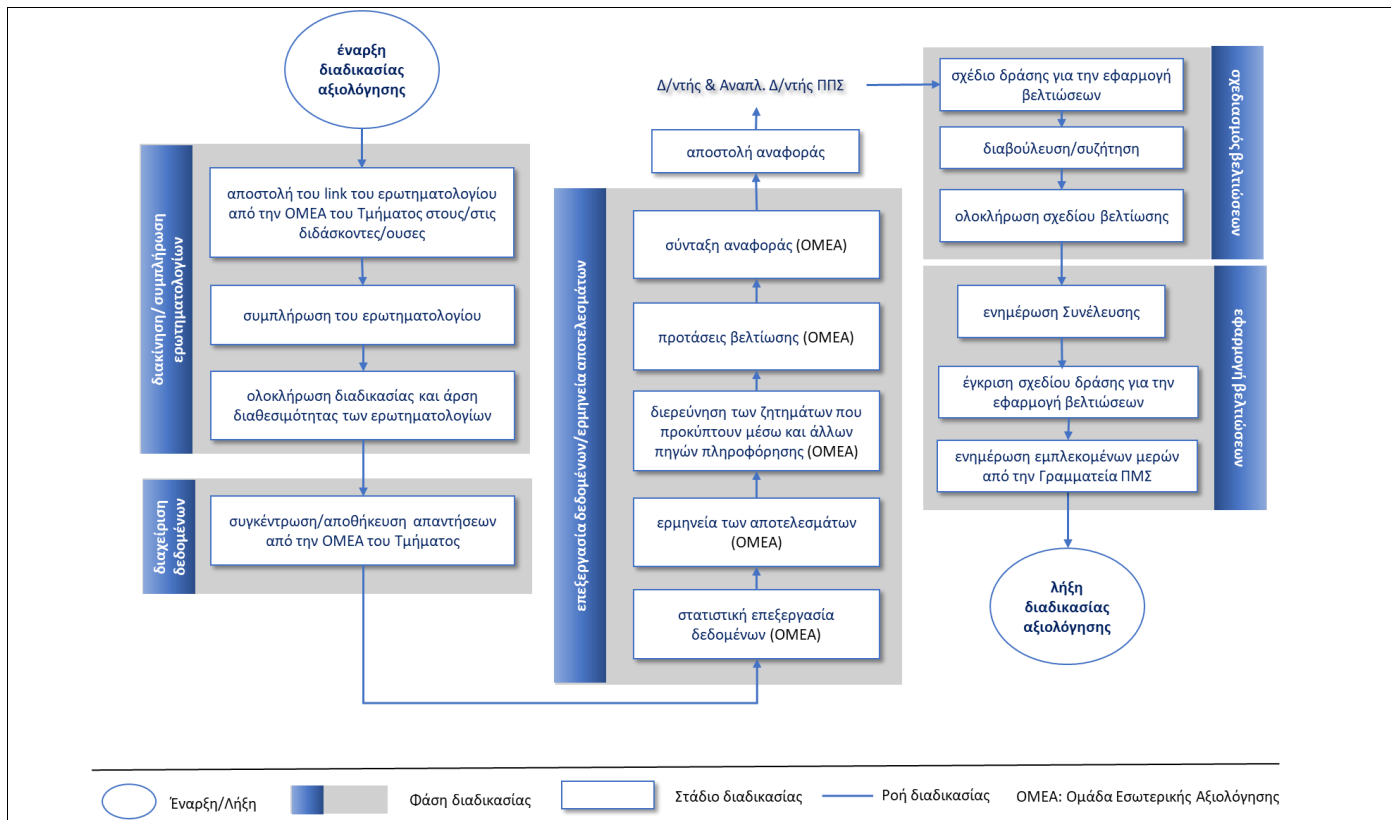 έναρξη
διαδικασίας
αξιολόγησης
διακίνηση/ συμπλήρωση
ερωτηματολογίων
αποστολή του link του ερωτηματολογίου
από την ΟΜΕΑ του Τμήματος στους/στις
διδάσκοντες/ουσες
συμπλήρωση του ερωτηματολογίου
ολοκλήρωση διαδικασίας και άρση
διαθεσιμότητας των ερωτηματολογίων
διαχείριση
δεδομένων
συγκέντρωση/αποθήκευση απαντήσεων
από την ΟΜΕΑ του Τμήματος
επεξεργασία δεδομένων/ερμηνεία αποτελεσμάτων
Δ/ντής & Αναπλ. Δ/ντής ΠΠΣ
αποστολή αναφοράς
σύνταξη αναφοράς (ΟΜΕΑ)
προτάσεις βελτίωσης (ΟΜΕΑ)
διερεύνηση των ζητημάτων που
προκύπτουν μέσω και άλλων
πηγών πληροφόρησης (ΟΜΕΑ)
ερμηνεία των αποτελεσμάτων
(ΟΜΕΑ)
στατιστική επεξεργασία
δεδομένων (ΟΜΕΑ)
σχέδιο δράσης για την εφαρμογή
βελτιώσεων
διαβούλευση/συζήτηση
ολοκλήρωση σχεδίου βελτίωσης
σχεδιασμός βελτιώσεων
ενημέρωση Συνέλευσης
έγκριση σχεδίου δράσης για την
εφαρμογή βελτιώσεων
ενημέρωση εμπλεκομένων μερών
από την Γραμματεία ΠΜΣ
εφαρμογή βελτιώσεων
λήξη
διαδικασίας
αξιολόγησης
Έναρξη/Λήξη
Φάση διαδικασίας
Στάδιο διαδικασίας
Ροή διαδικασίας
ΟΜΕΑ: Ομάδα Εσωτερικής Αξιολόγησης